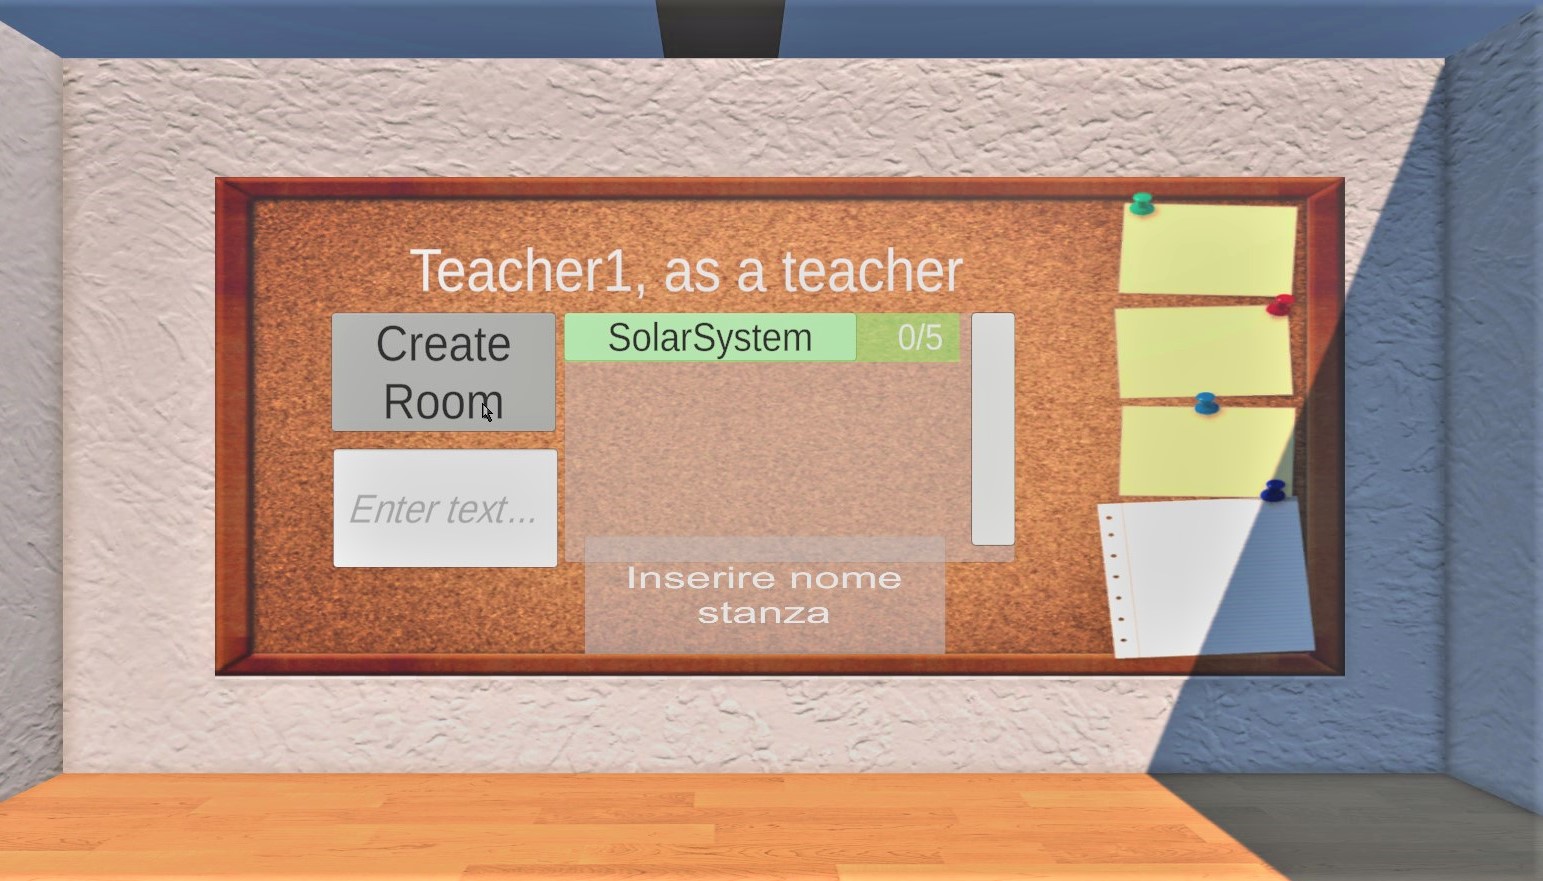 Teacher1, as a teacher
Create
Room
SolarSystem 0/5
Enter text...
Inserire nome
stanza